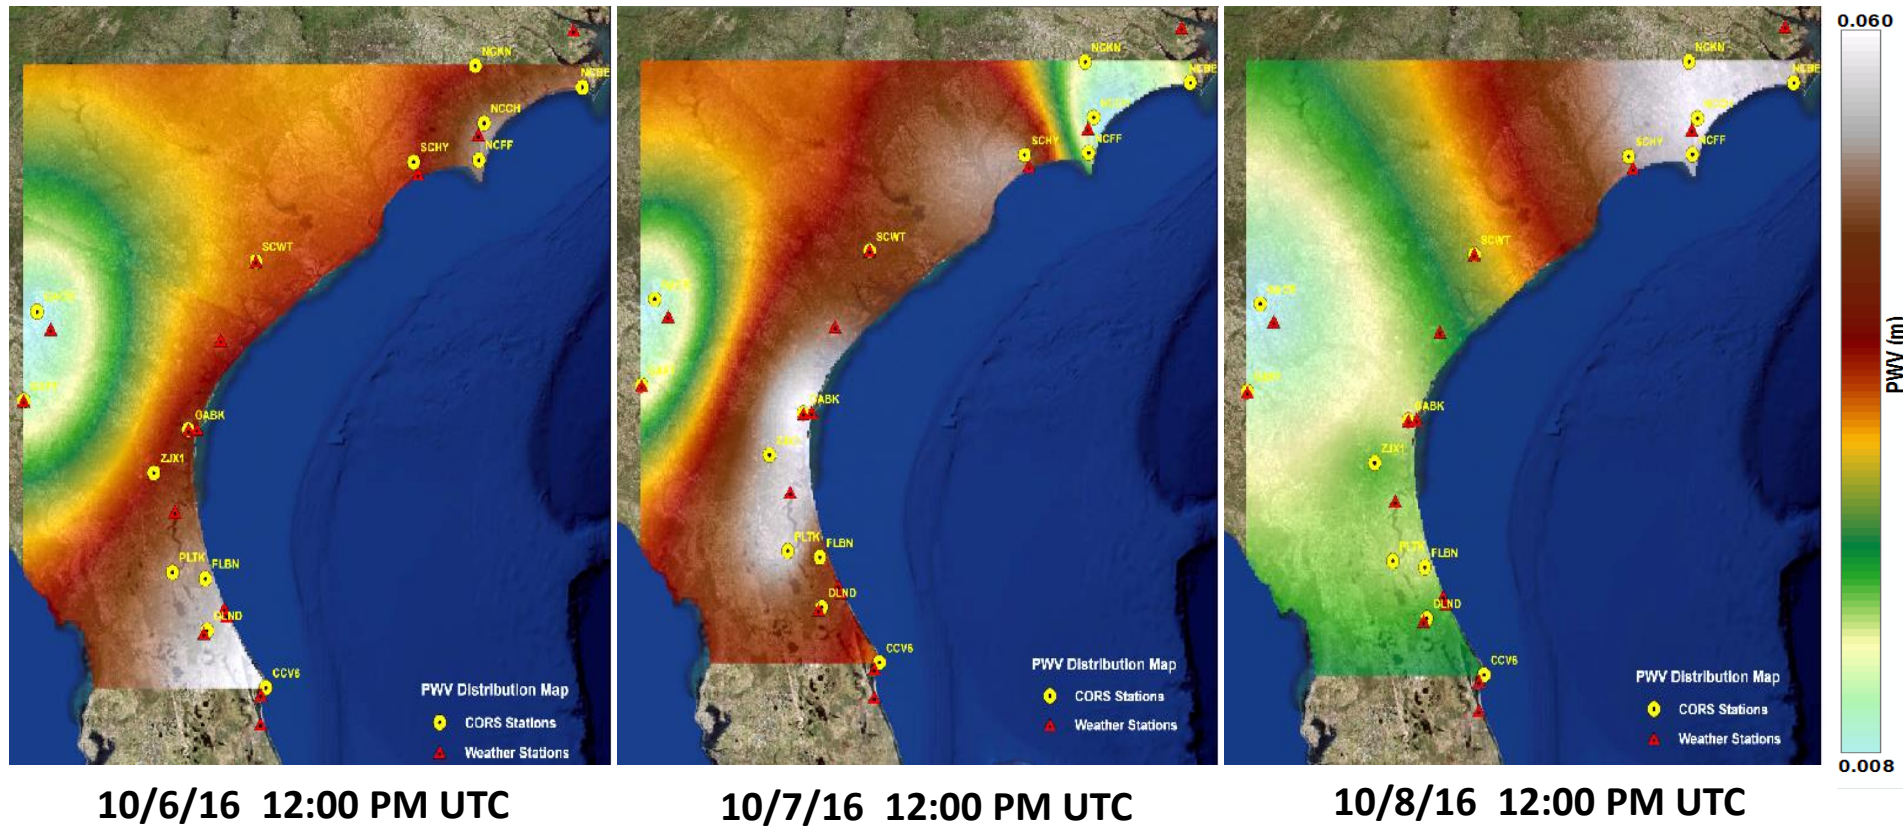 NCKN
NCBE
NCCH
NCFF
SCHY
SCWT
GABK
ZJX1
PLTK
FLBN
DLND
CCV6
PWV Distribution Map
CORS Stations
Weather Stations
10/6/16 12:00 PM UTC
NCKN
NCBE
NCFF
SCHY
SCWT
GABK
PLTK
FLBN
DLND
CCV6
PWV Distribution Map
CORS Stations
Weather Stations
10/7/16 12:00 PM UTC
NCKN
NCBE
NCFF
SCHY
SCWT
GABK
ZJX1
PLTK
FLBN
DLND
CCV6
PWV Distribution Map
CORS Stations
Weather Stations
10/8/16 12:00 PM UTC
0.060
PWV (m)
0.008